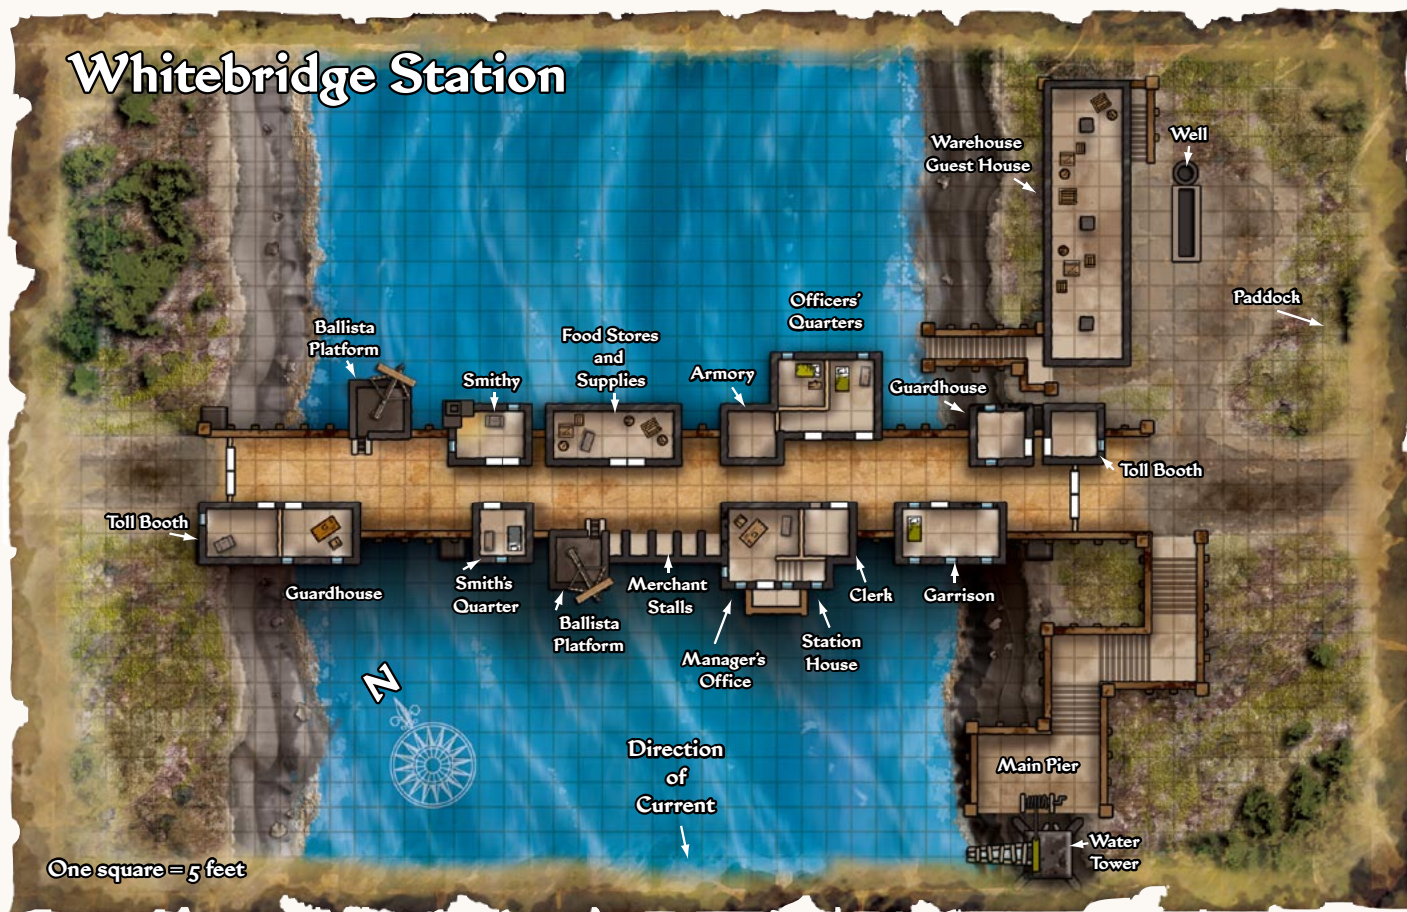 Whitebridge Station
Warehouse
Guest House
Well
Paddock
Officers'
Quarters
Ballista
Platform
Food Stores
and
Supplies
Smithy
Armory
Guardhouse
Toll Booth
Toll Booth
Guardhouse
Smith's
Quarter
Ballista
Platform
Merchant
Stalls
Manager's
Office
Station
House
Clerk
Garrison
N
Direction
of
Current
Main Pier
Water
Tower
One square = 5 feet